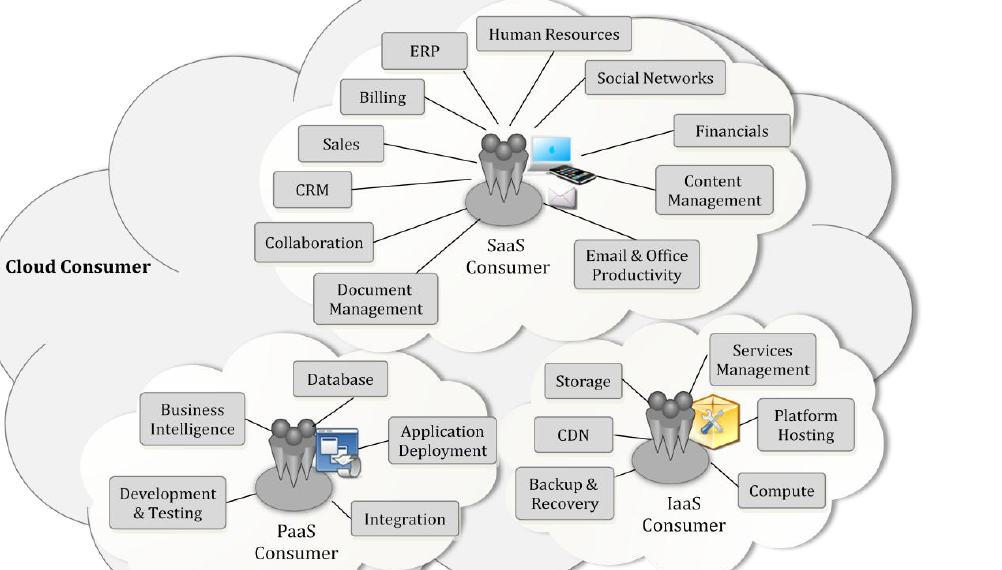 Human Resources
ERP
Social Networks
Billing
Financials
Sales
Content
Management
CRM
Collaboration
SaaS
Consumer
Email & Office
Productivity
Cloud Consumer
Document
Management
Services
Management
Database
Storage
Business
Intelligence
Platform
Hosting
Application
Deployment
CDN
Development
& Testing
Backup &
Recovery
Compute
Integration
IaaS
Consumer
PaaS
Consumer